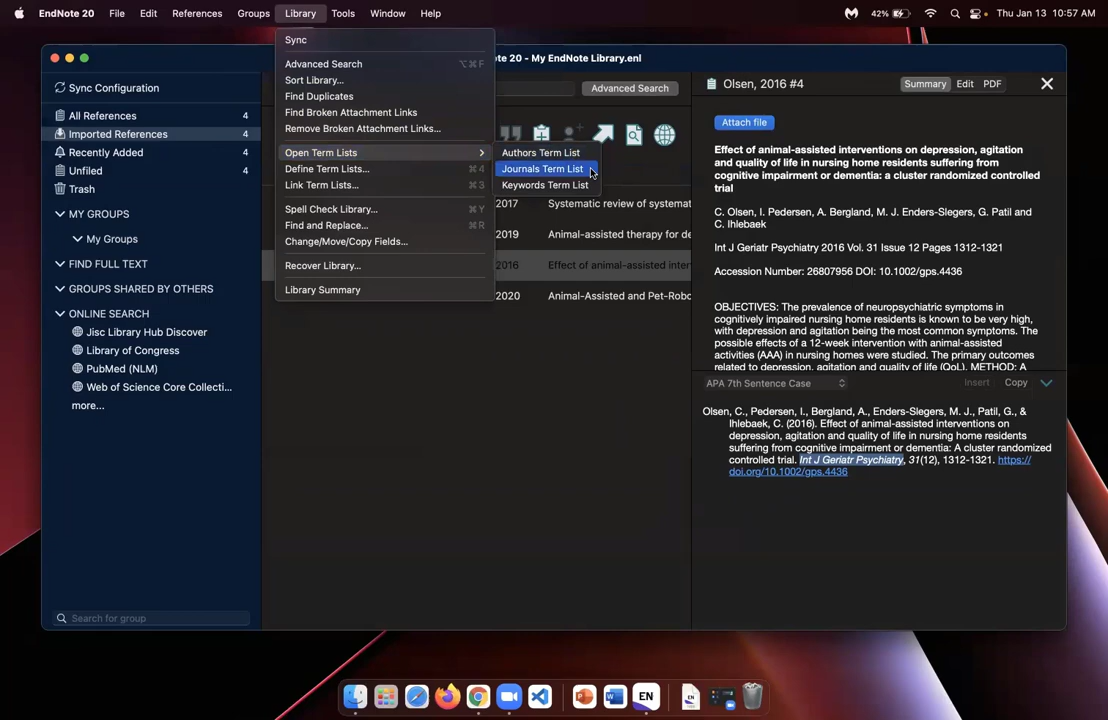 EndNote 20 File Edit References Groups Library Tools Window Help 42% Thu Jan 13 10:57 AM
te 20 - My EndNote Library.enl
Sync Configuration
All References 4
Imported References 4
Recently Added 4
Unfiled 4
Trash
MY GROUPS
My Groups
FIND FULL TEXT
GROUPS SHARED BY OTHERS
ONLINE SEARCH
Jisc Library Hub Discover
Library of Congress
PubMed (NLM)
Web of Science Core Collecti...
more...
Search for group
Sync
Advanced Search ⌥⌘F
Sort Library...
Find Duplicates
Find Broken Attachment Links
Remove Broken Attachment Links...
Open Term Lists
Define Term Lists... ⌘4
Link Term Lists... ⌘3
Spell Check Library... ⌘Y
Find and Replace... ⌘R
Change/Move/Copy Fields...
Recover Library...
Library Summary
Authors Term List
Journals Term List
Keywords Term List
Advanced Search
2017 Systematic review of systemat
2019 Animal-assisted therapy for de
2016 Effect of animal-assisted inter
2020 Animal-Assisted and Pet-Robo
Olsen, 2016 #4 Summary Edit PDF
Attach file
Effect of animal-assisted interventions on depression, agitation
and quality of life in nursing home residents suffering from
cognitive impairment or dementia: a cluster randomized controlled
trial
C. Olsen, I. Pedersen, A. Bergland, M. J. Enders-Slegers, G. Patil and
C. Ihlebaek
Int J Geriatr Psychiatry 2016 Vol. 31 Issue 12 Pages 1312-1321
Accession Number: 26807956 DOI: 10.1002/gps.4436
OBJECTIVES: The prevalence of neuropsychiatric symptoms in
cognitively impaired nursing home residents is known to be very high,
with depression and agitation being the most common symptoms. The
possible effects of a 12-week intervention with animal-assisted
activities (AAA) in nursing homes were studied. The primary outcomes
related to depression, agitation and quality of life (QoL). METHOD: A
APA 7th Sentence Case Insert Copy
Olsen, C., Pedersen, I., Bergland, A., Enders-Slegers, M. J., Patil, G., &
Ihlebaek, C. (2016). Effect of animal-assisted interventions on
depression, agitation and quality of life in nursing home residents
suffering from cognitive impairment or dementia: A cluster randomized
controlled trial. Int J Geriatr Psychiatry, 31(12), 1312-1321. https://
doi.org/10.1002/gps.4436
EN
EN